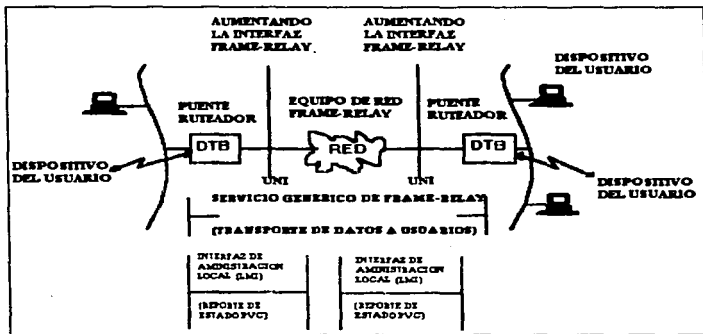 AUMENTANDO
LA INTERFAZ
FRAME-RELAY
AUMENTANDO
LA INTERFAZ
FRAME-RELAY
DISPOSITIVO
DEL USUARIO
PUENTE
RUTEADOR
EQUIPO DE RED
FRAME-RELAY
PUENTE
RUTEADOR
DTB
RED
DTB
DISPOSITIVO
DEL USUARIO
DISPOSITIVO
DEL USUARIO
UNI
UNI
SERVICIO GENERICO DE FRAME-RELAY
(TRANSPORTE DE DATOS A USUARIOS)
INTERFAZ DE
AMINISTRACION
LOCAL (LMI)
INTERFAZ DE
AMINISTRACION
LOCAL (LMI)
(REPORTE DE
ESTADO PVC)
(REPORTE DE
ESTADO PVC)